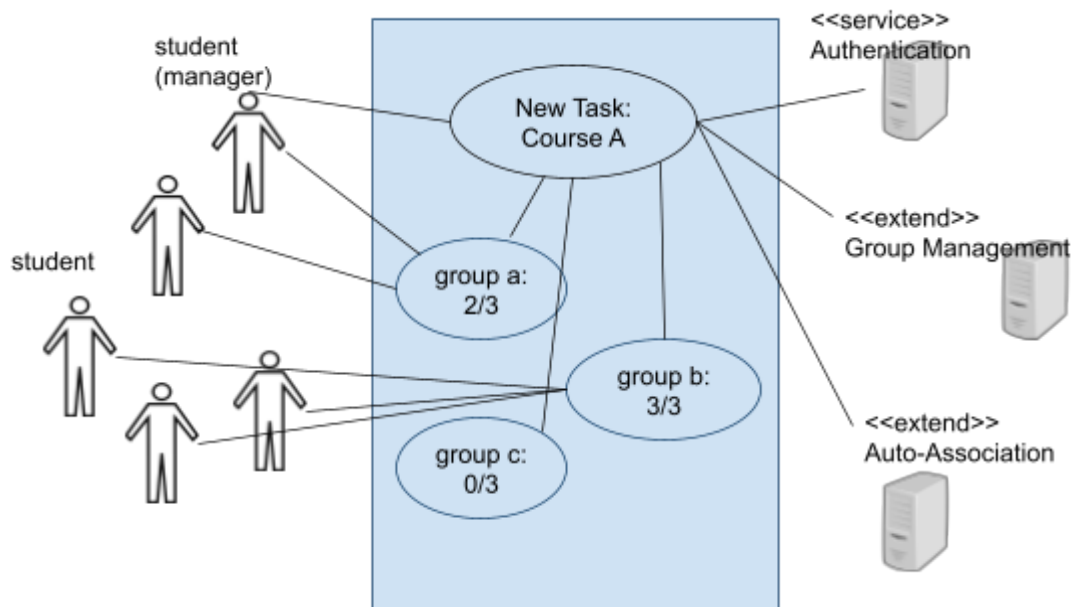 student
(manager)
student
New Task:
Course A
group a:
2/3
group b:
3/3
group c:
0/3
<<service>>
Authentication
<<extend>>
Group Management
<<extend>>
Auto-Association